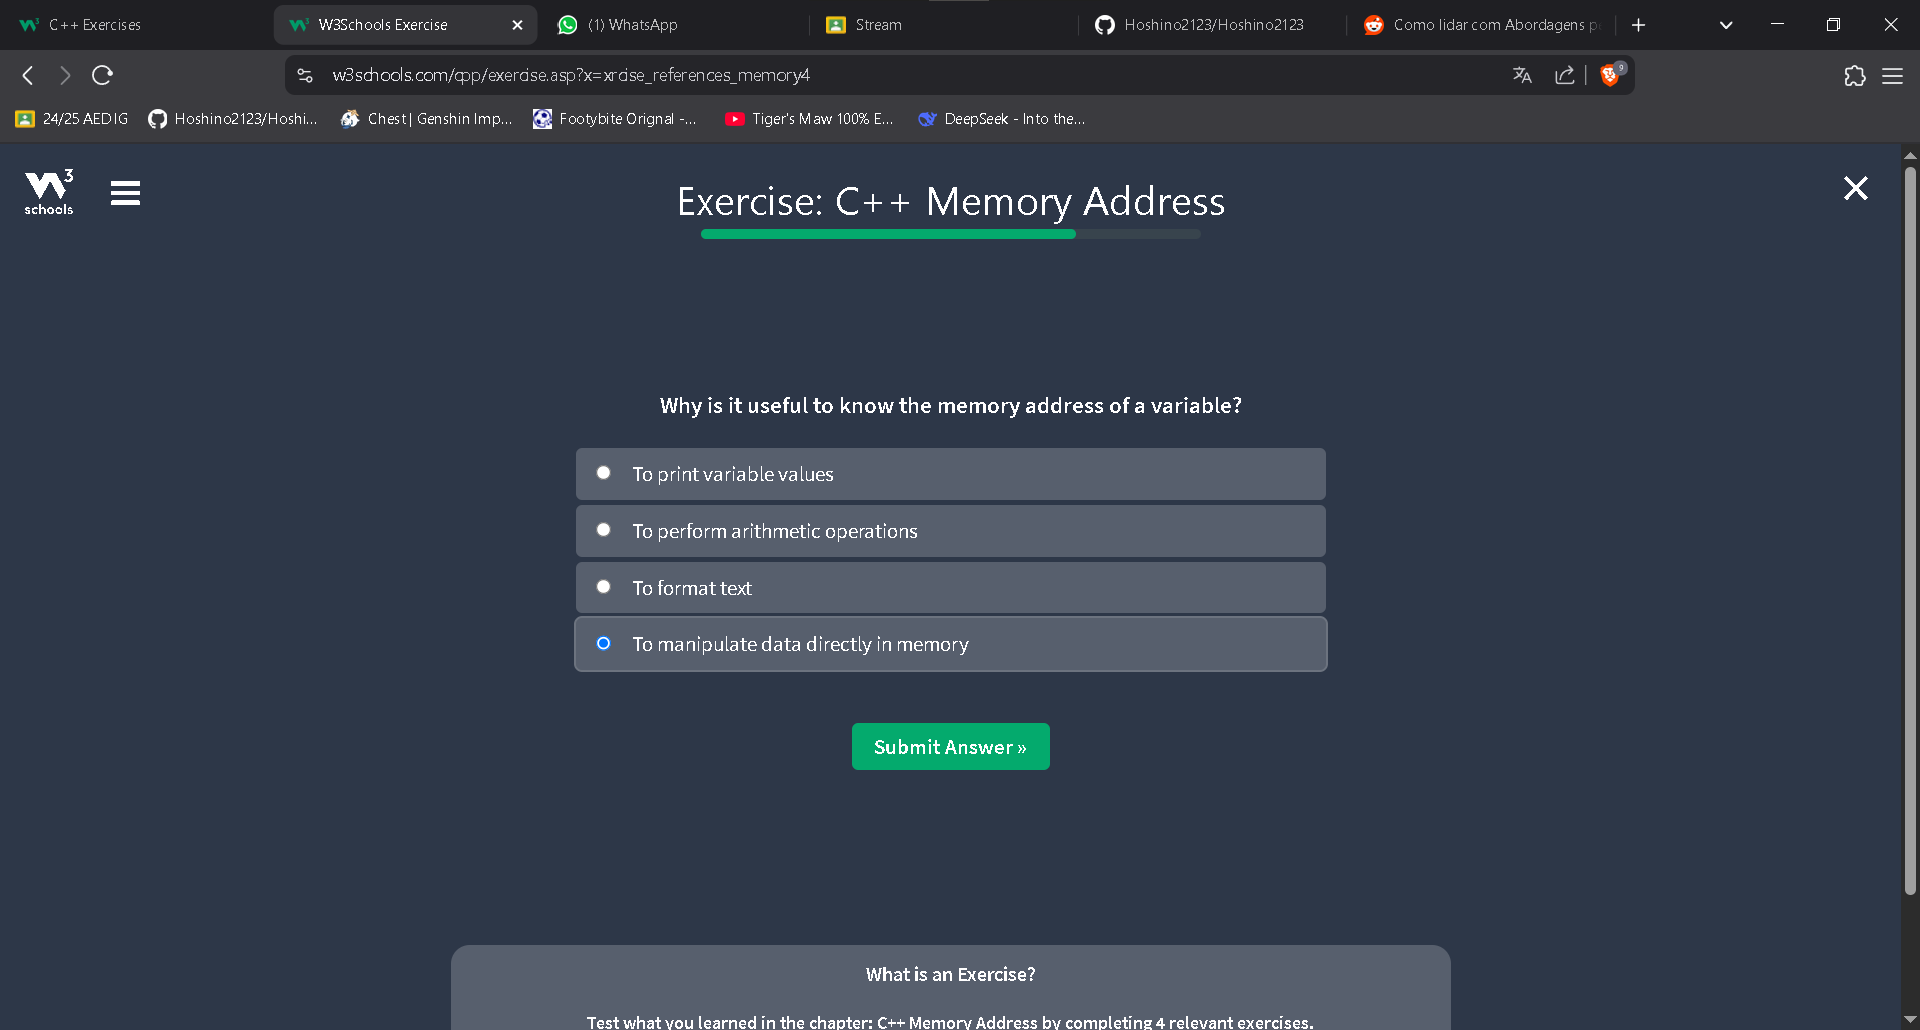 C++ Exercises
W3Schools Exercise
(1) WhatsApp
Stream
Hoshino2123/Hoshino2123
Como lidar com Abordagens pe
w3schools.com/cpp/exercise.asp?x=xrcise_references_memory4
9
24/25 AEDIG
Hoshino2123/Hoshi...
Chest | Genshin Imp...
Footybite Orignal -...
Tiger's Maw 100% E...
DeepSeek - Into the...
3
schools
Exercise: C++ Memory Address
Why is it useful to know the memory address of a variable?
To print variable values
To perform arithmetic operations
To format text
To manipulate data directly in memory
Submit Answer »
What is an Exercise?
Test what you learned in the chapter: C++ Memory Address by completing 4 relevant exercises.